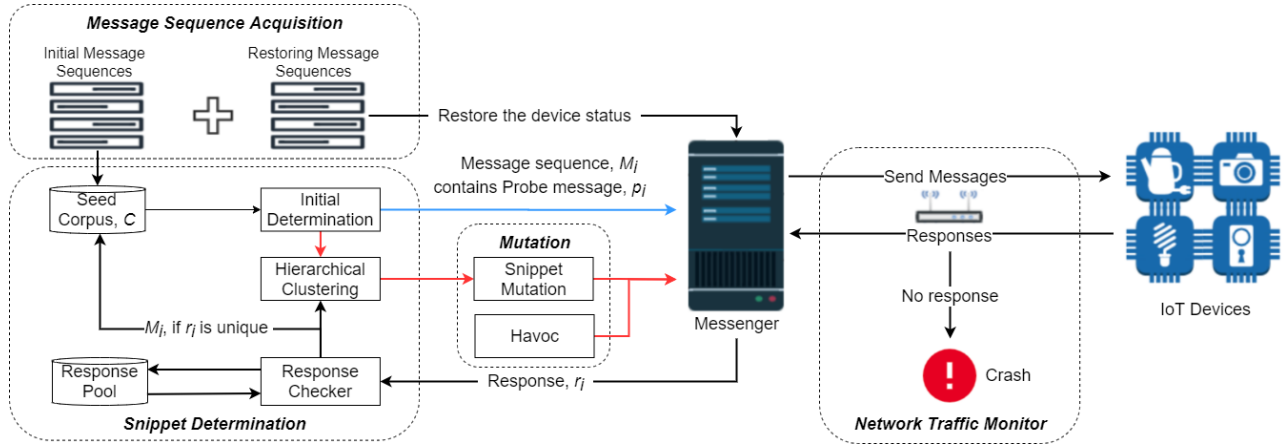 Message Sequence Acquisition
Initial Message
Sequences
Restoring Message
Sequences
Restore the device status
Message sequence, Mi
contains Probe message, pi
Seed
Corpus, C
Initial
Determination
Hierarchical
Clustering
Mi, if ri is unique
Response
Pool
Response
Checker
Snippet Determination
Mutation
Snippet
Mutation
Havoc
Response, ri
Messenger
Send Messages
Responses
No response
Crash
Network Traffic Monitor
IoT Devices